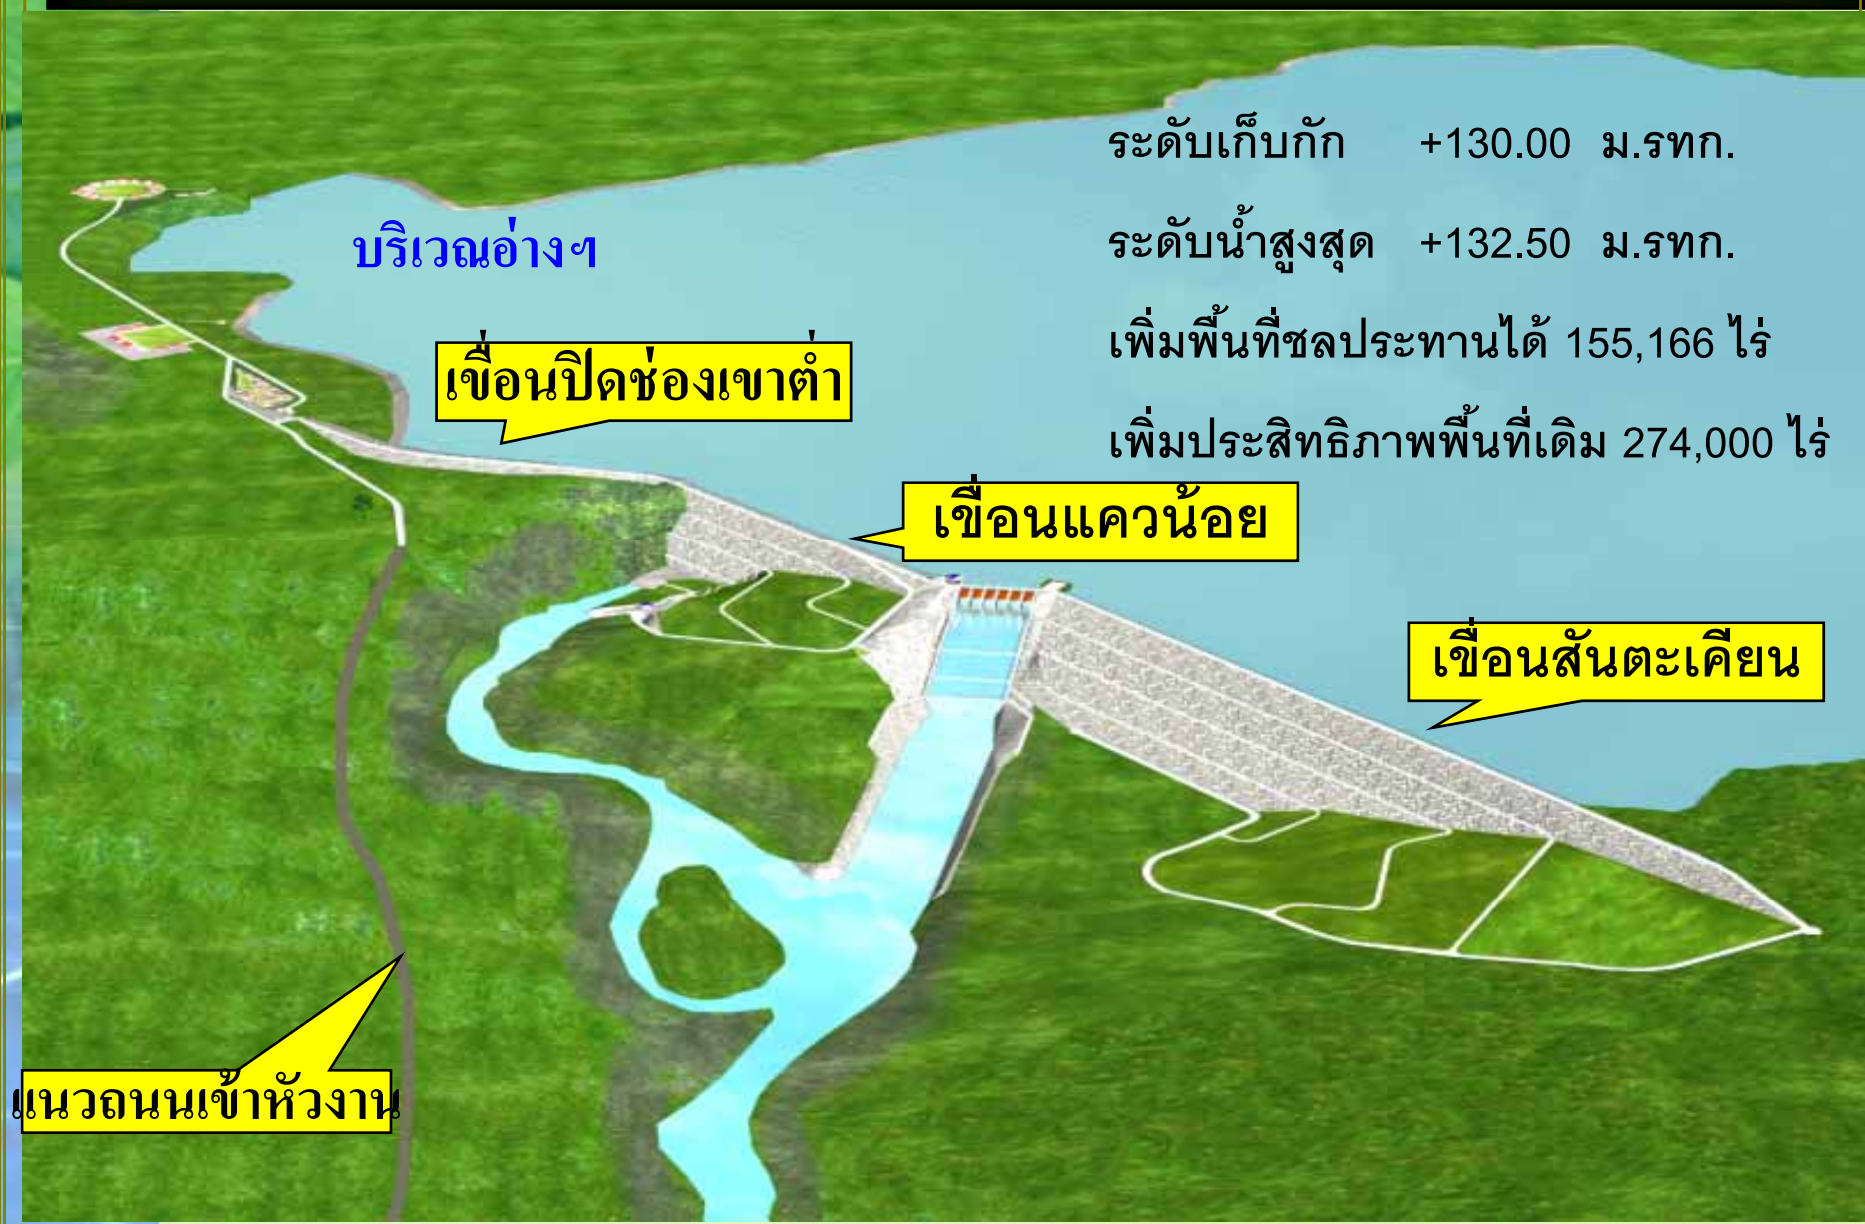 ระดับเก็บกัก +130.00 ม.รทก.
ระดับน้ำสูงสุด +132.50 ม.รทก.
เพิ่มพื้นที่ชลประทานได้ 155,166 ไร่
เพิ่มประสิทธิภาพพื้นที่เดิม 274,000 ไร่
บริเวณอ่างฯ
เขื่อนปิดช่องเขาต่ำ
เขื่อนแควน้อย
เขื่อนสันตะเคียน
แนวถนนเข้าหัวงาน